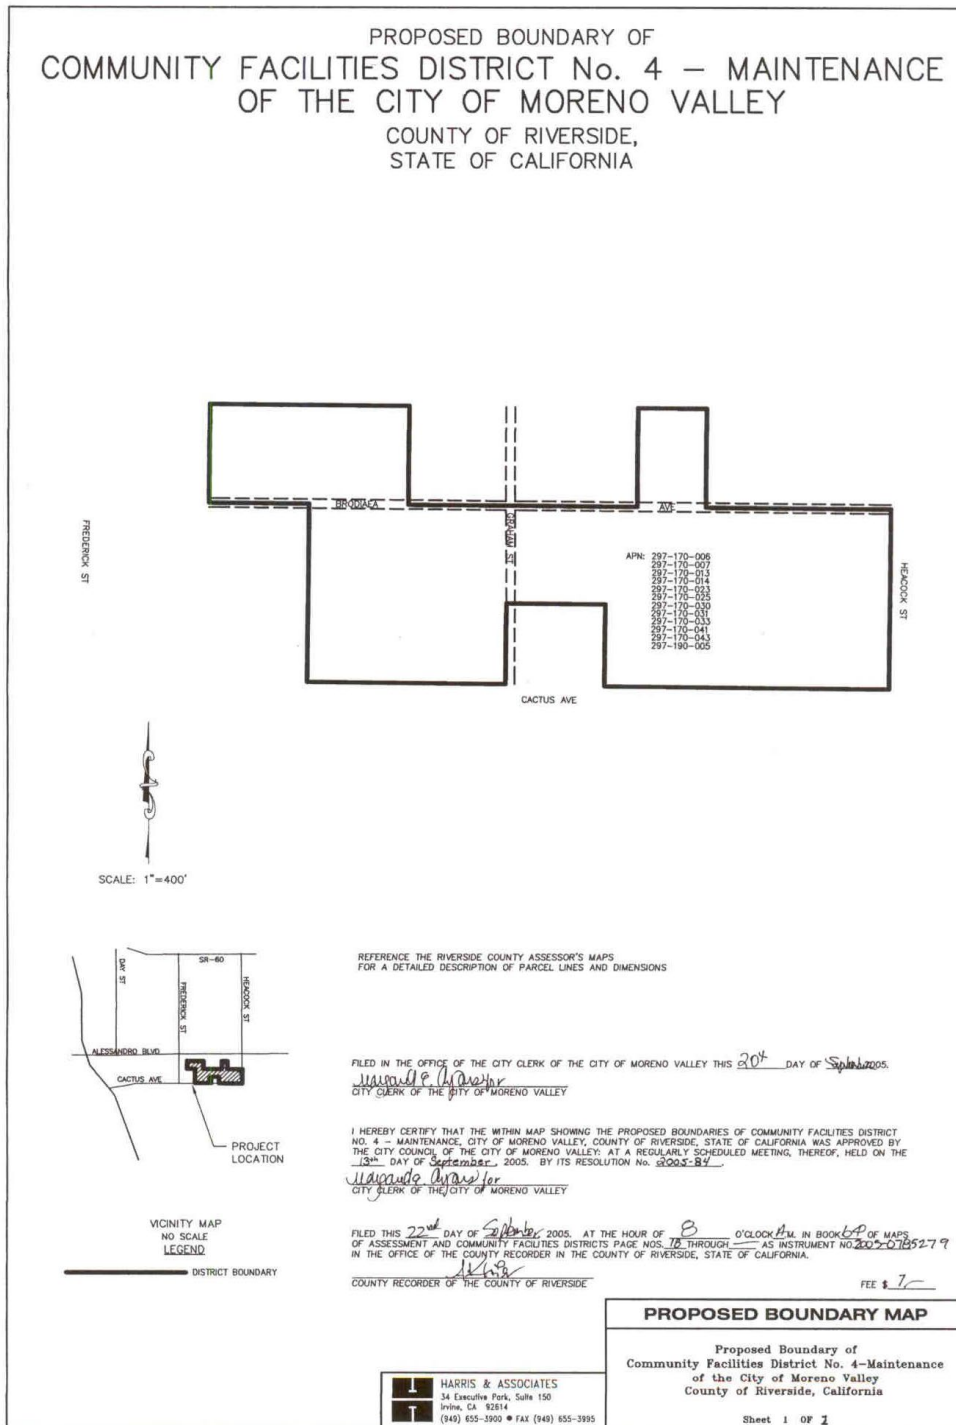 PROPOSED BOUNDARY OF
COMMUNITY FACILITIES DISTRICT No. 4 – MAINTENANCE
OF THE CITY OF MORENO VALLEY
COUNTY OF RIVERSIDE,
STATE OF CALIFORNIA
BRODIAEA
AVE
GRAHAM ST
FREDERICK ST
HEACOCK ST
APN: 297-170-006
297-170-007
297-170-013
297-170-014
297-170-023
297-170-025
297-170-030
297-170-031
297-170-033
297-170-041
297-170-043
297-190-005
CACTUS AVE
SCALE: 1"=400'
SR-60
DAY ST
FREDERICK ST
HEACOCK ST
ALESSANDRO BLVD
CACTUS AVE
PROJECT
LOCATION
VICINITY MAP
NO SCALE
LEGEND
DISTRICT BOUNDARY
REFERENCE THE RIVERSIDE COUNTY ASSESSOR'S MAPS
FOR A DETAILED DESCRIPTION OF PARCEL LINES AND DIMENSIONS
FILED IN THE OFFICE OF THE CITY CLERK OF THE CITY OF MORENO VALLEY THIS 20th DAY OF September 2005.
CITY CLERK OF THE CITY OF MORENO VALLEY
I HEREBY CERTIFY THAT THE WITHIN MAP SHOWING THE PROPOSED BOUNDARIES OF COMMUNITY FACILITIES DISTRICT
NO. 4 – MAINTENANCE, CITY OF MORENO VALLEY, COUNTY OF RIVERSIDE, STATE OF CALIFORNIA WAS APPROVED BY
THE CITY COUNCIL OF THE CITY OF MORENO VALLEY: AT A REGULARLY SCHEDULED MEETING, THEREOF, HELD ON THE
13th DAY OF September, 2005. BY ITS RESOLUTION No. 2005-84.
for
CITY CLERK OF THE CITY OF MORENO VALLEY
FILED THIS 22nd DAY OF September, 2005. AT THE HOUR OF 8 O'CLOCK A.M. IN BOOK OF MAPS
OF ASSESSMENT AND COMMUNITY FACILITIES DISTRICTS PAGE NOS. THROUGH — AS INSTRUMENT NO.
IN THE OFFICE OF THE COUNTY RECORDER IN THE COUNTY OF RIVERSIDE, STATE OF CALIFORNIA.
COUNTY RECORDER OF THE COUNTY OF RIVERSIDE
FEE $ 7—
PROPOSED BOUNDARY MAP
Proposed Boundary of
Community Facilities District No. 4-Maintenance
of the City of Moreno Valley
County of Riverside, California
Sheet 1 OF 1
HARRIS & ASSOCIATES
34 Executive Park, Suite 150
Irvine, CA 92614
(949) 655-3900 ● FAX (949) 655-3995